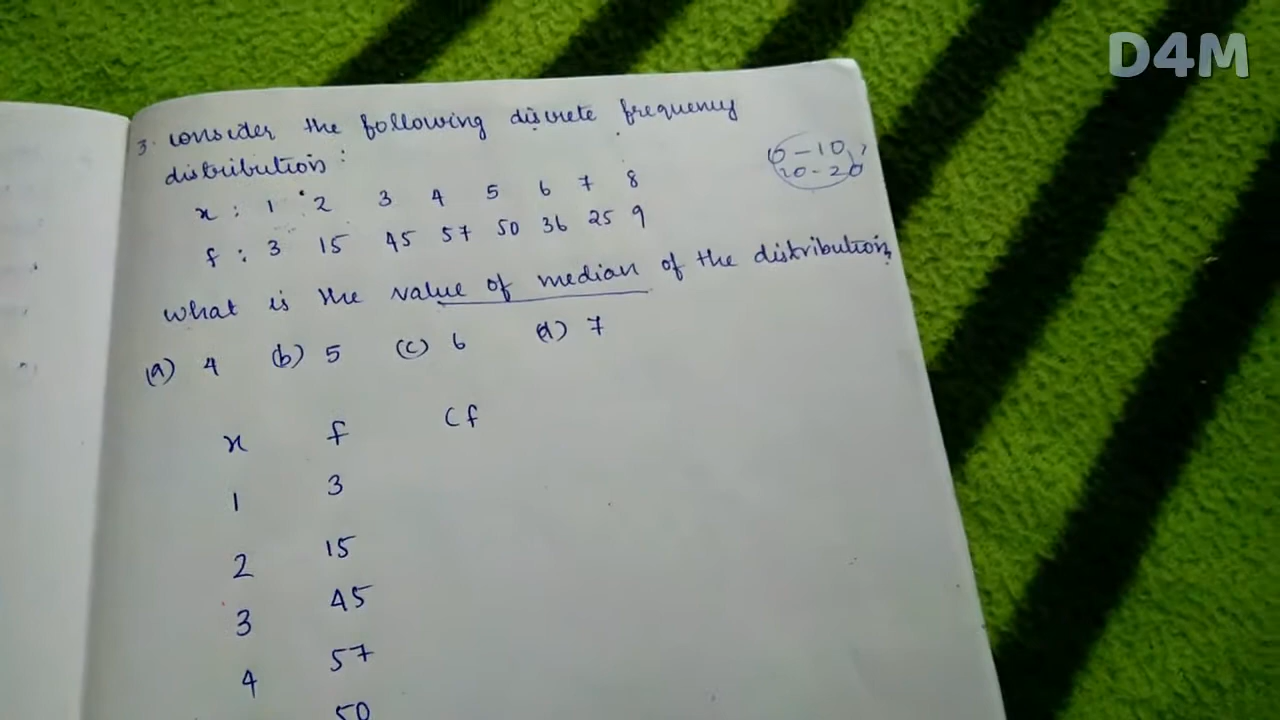 D4M
3. consider the following discrete frequency
distribution:
x : 1 2 3 4 5 6 7 8
f : 3 15 45 57 50 36 25 9
0-10,
10-20
what is the value of median of the distribution
(a) 4 (b) 5 (c) 6 (d) 7
x f Cf
1 3
2 15
3 45
4 57
50